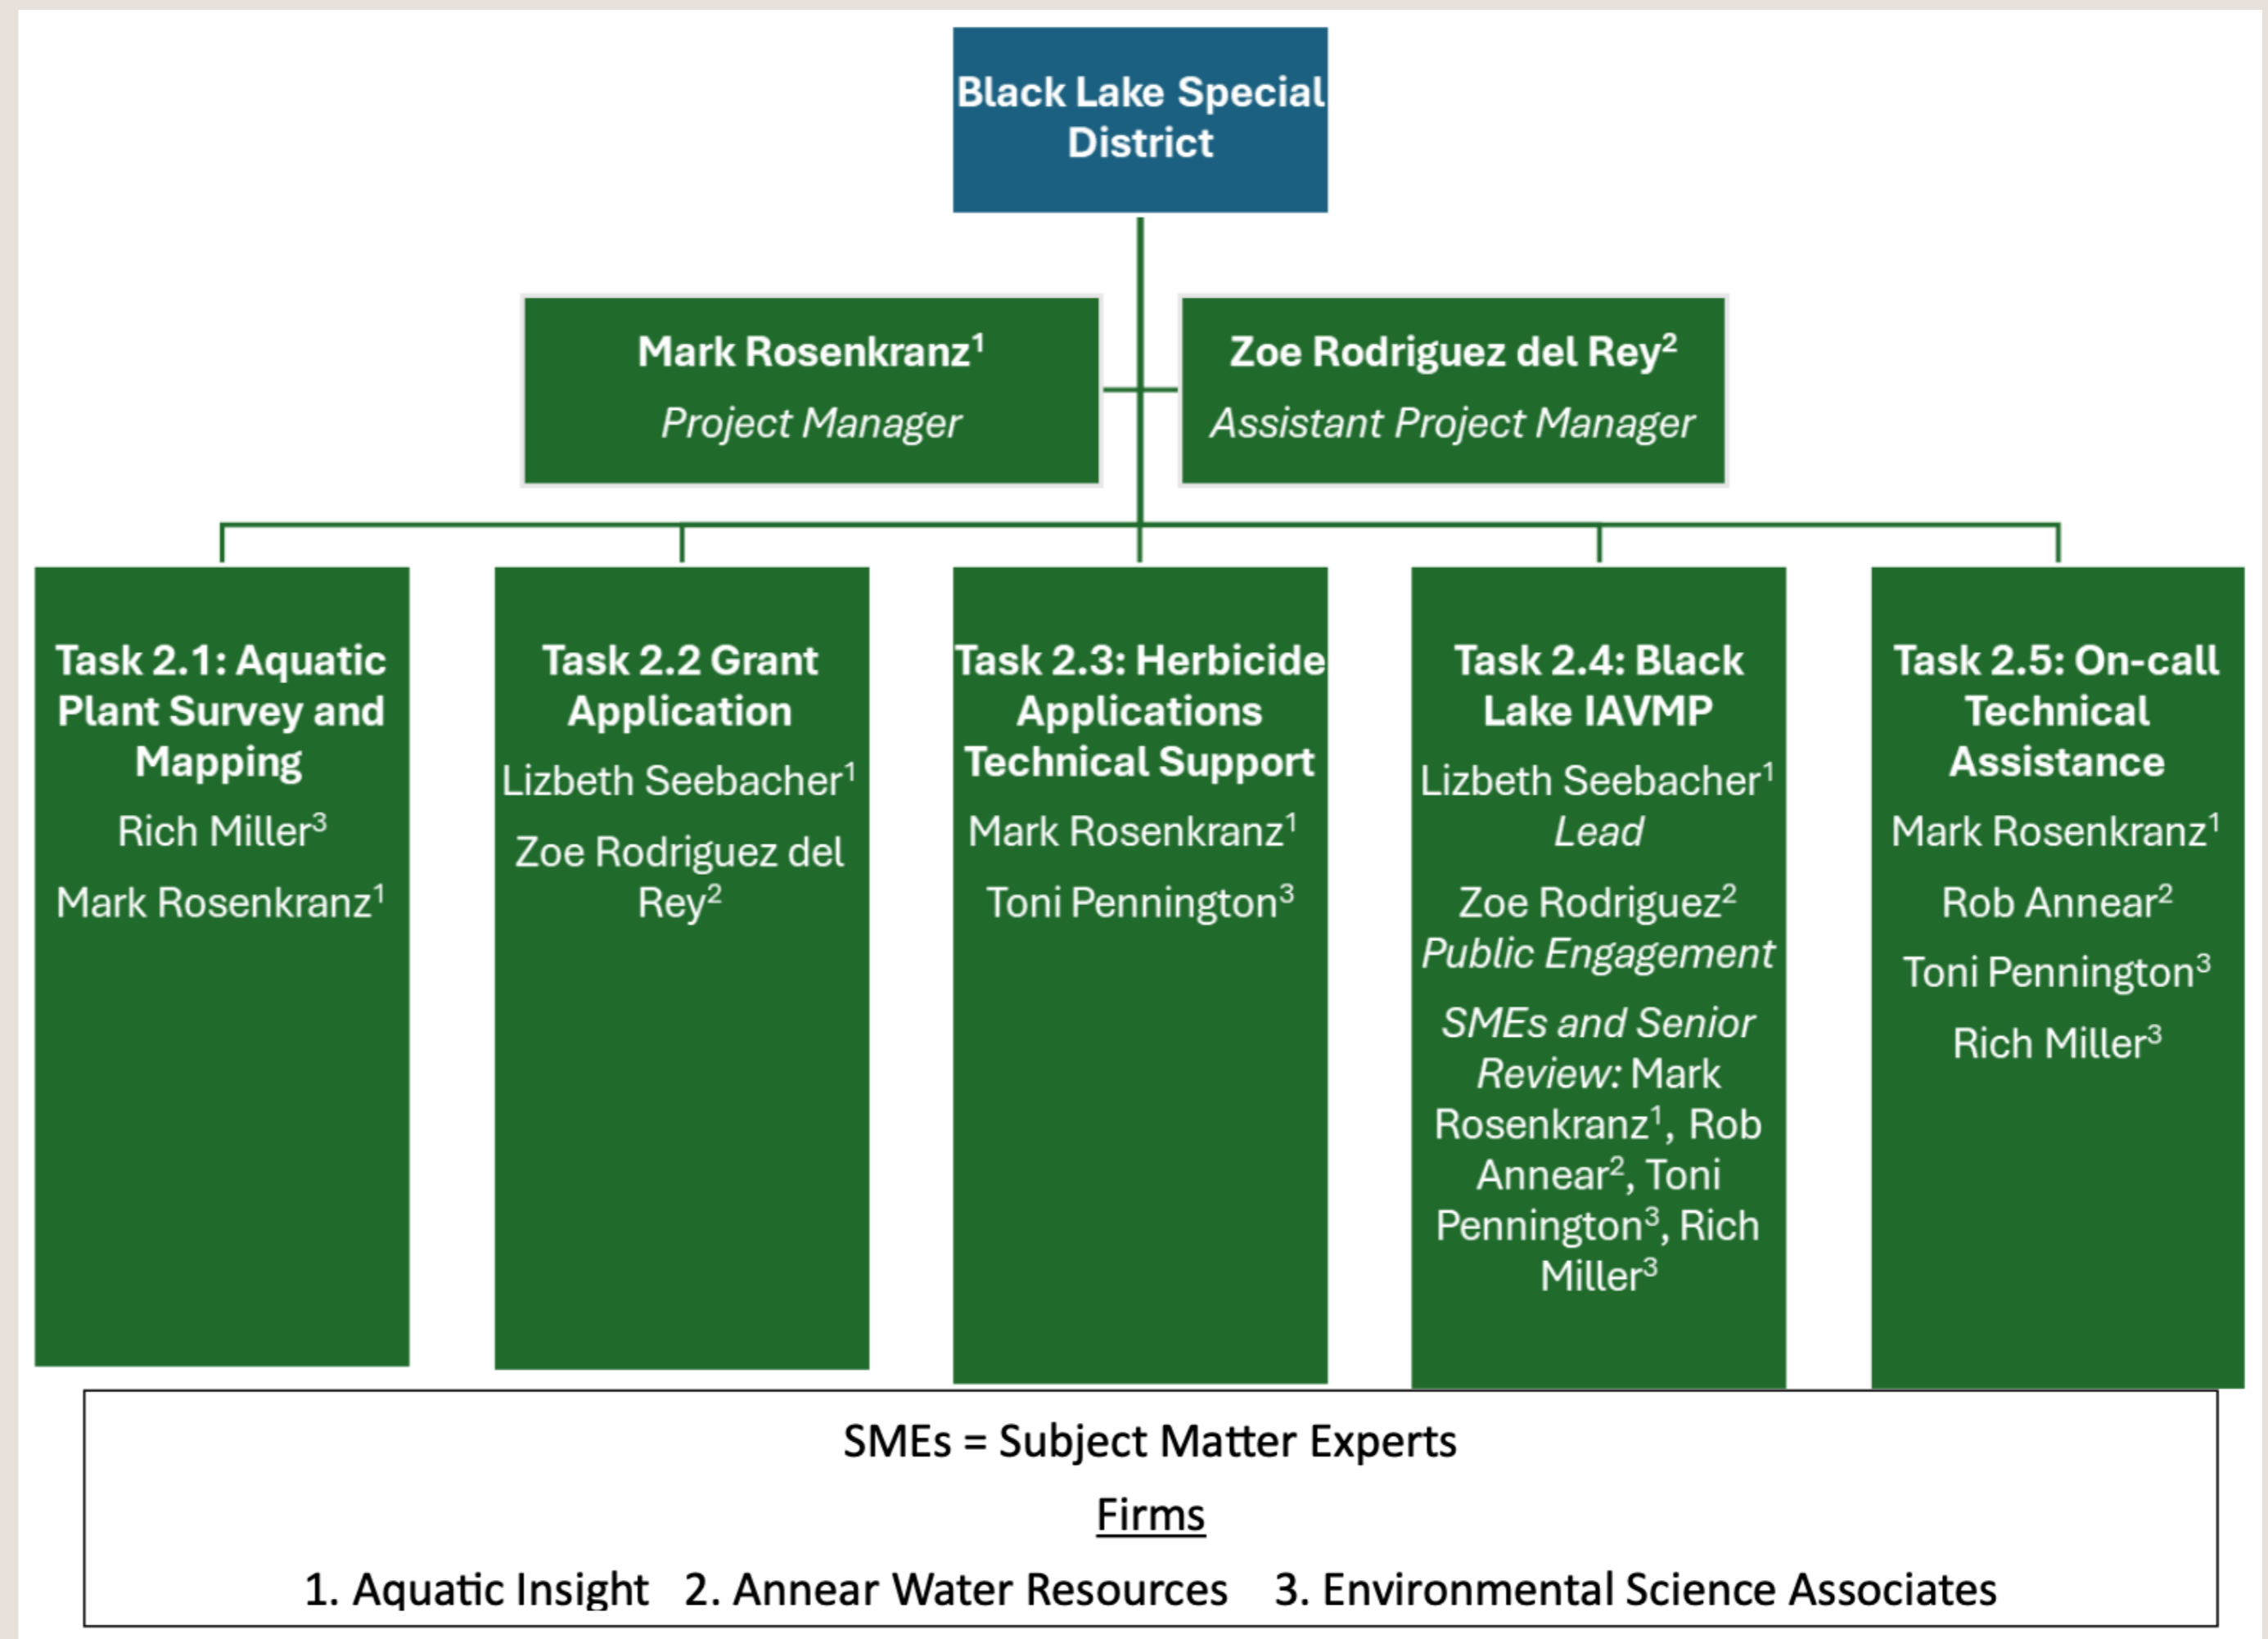 Black Lake Special
District
Mark Rosenkranz¹
Project Manager
Zoe Rodriguez del Rey²
Assistant Project Manager
Task 2.1: Aquatic
Plant Survey and
Mapping
Rich Miller³
Mark Rosenkranz¹
Task 2.2 Grant
Application
Lizbeth Seebacher¹
Zoe Rodriguez del
Rey²
Task 2.3: Herbicide
Applications
Technical Support
Mark Rosenkranz¹
Toni Pennington³
Task 2.4: Black
Lake IAVMP
Lizbeth Seebacher¹
Lead
Zoe Rodriguez²
Public Engagement
SMEs and Senior
Review: Mark
Rosenkranz¹, Rob
Annear², Toni
Pennington³, Rich
Miller³
Task 2.5: On-call
Technical
Assistance
Mark Rosenkranz¹
Rob Annear²
Toni Pennington³
Rich Miller³
SMEs = Subject Matter Experts
Firms
1. Aquatic Insight 2. Annear Water Resources 3. Environmental Science Associates